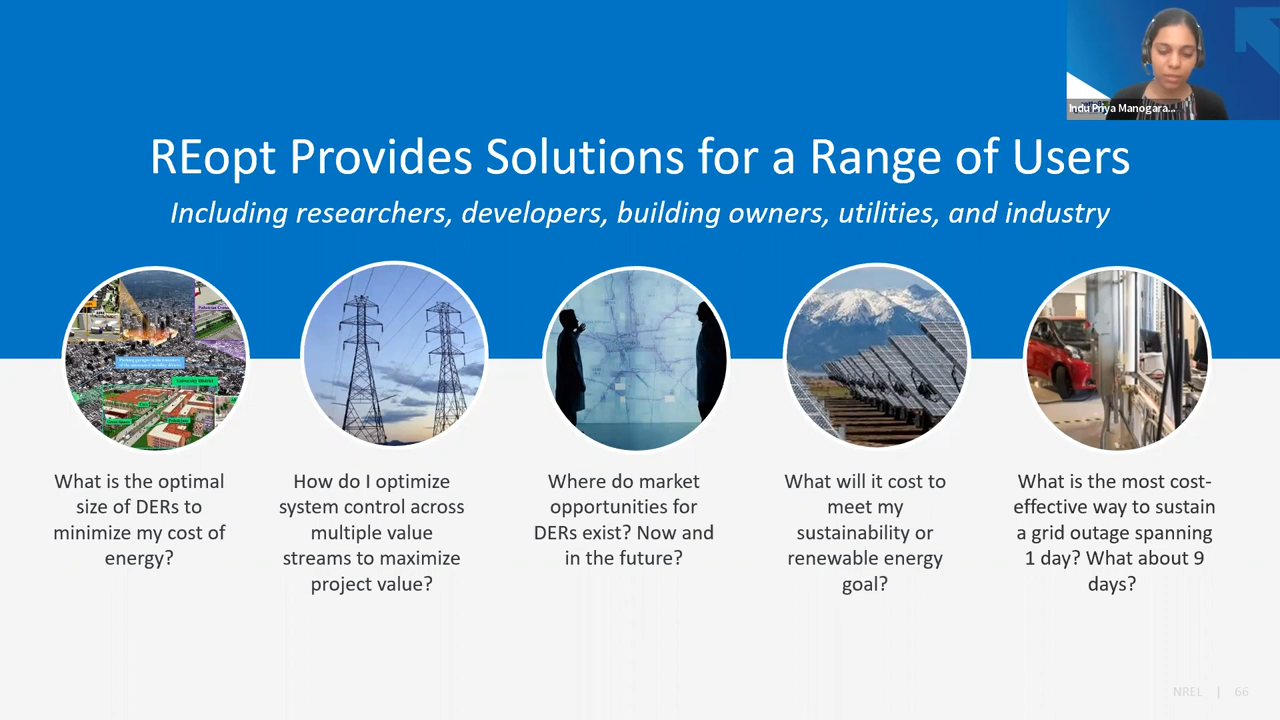 Indu Priya Manogara...
REopt Provides Solutions for a Range of Users
Including researchers, developers, building owners, utilities, and industry
University District
What is the optimal
size of DERs to
minimize my cost of
energy?
How do I optimize
system control across
multiple value
streams to maximize
project value?
Where do market
opportunities for
DERs exist? Now and
in the future?
What will it cost to
meet my
sustainability or
renewable energy
goal?
What is the most cost-
effective way to sustain
a grid outage spanning
1 day? What about 9
days?
NREL | 66